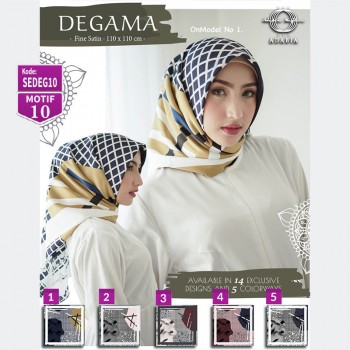 DEGAMA
- Fine Satin - 110 x 110 cm -
OnModel No 1.
ADAVIA
Kode:
SEDEG10
MOTIF
10
AVAILABLE IN 14 EXCLUSIVE
DESIGNS AND 5 COLORWAYS
1 2 3 4 5